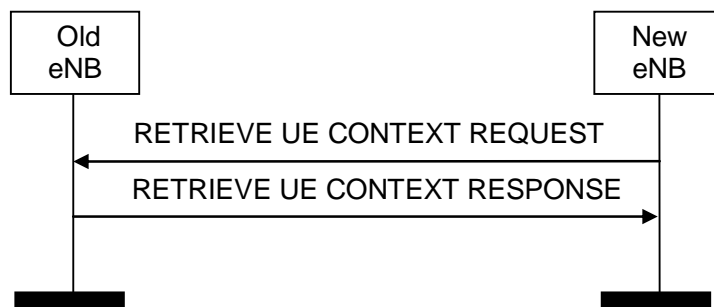 Old
eNB
New
eNB
RETRIEVE UE CONTEXT REQUEST
RETRIEVE UE CONTEXT RESPONSE